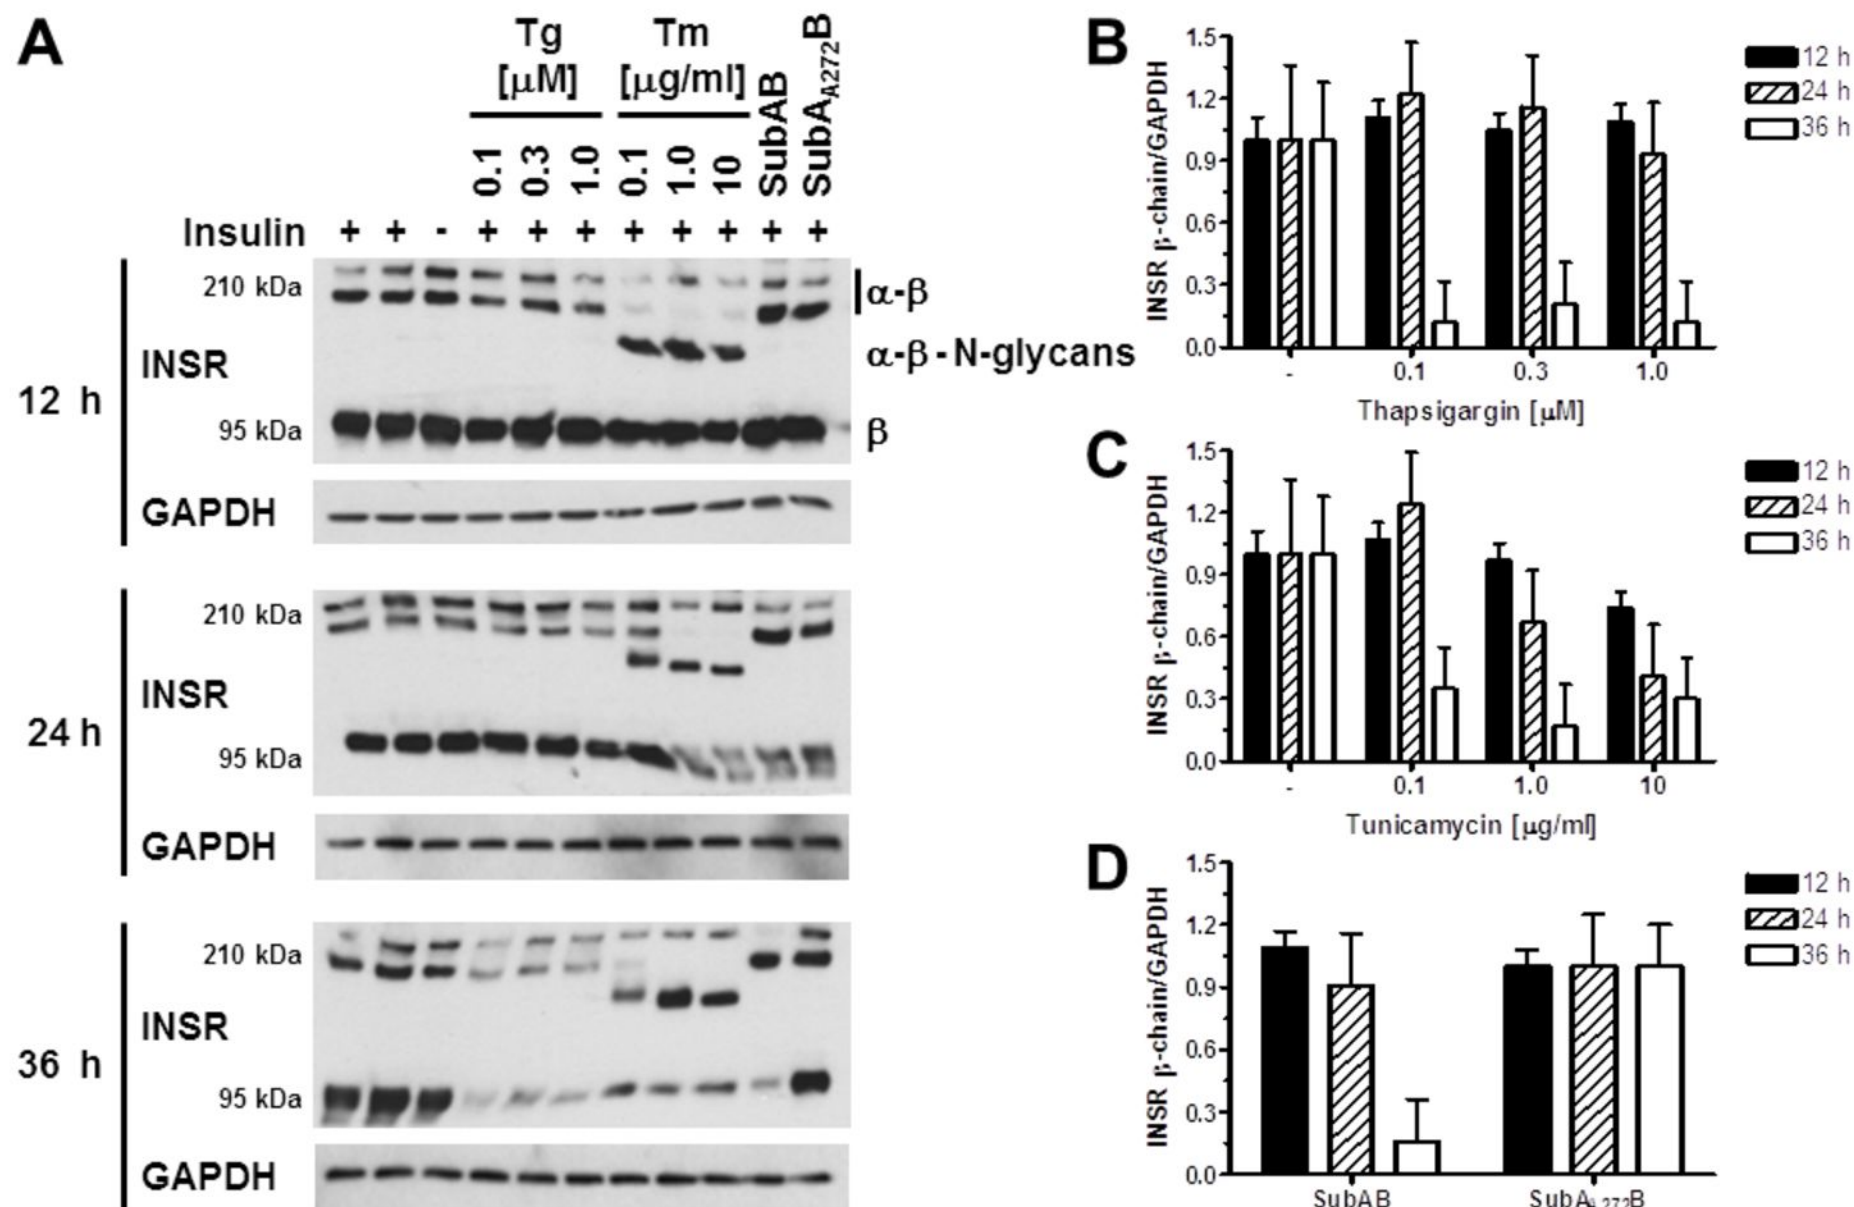 A
Tg
[μM]
Tm
[μg/ml]
0.1
0.3
1.0
0.1
1.0
10
SubAB
SubAA272B
Insulin + + - + + + + + + + +
12 h
210 kDa
INSR
95 kDa
GAPDH
α-β
α-β - N-glycans
β
24 h
210 kDa
INSR
95 kDa
GAPDH
36 h
210 kDa
INSR
95 kDa
GAPDH
B
INSR β-chain/GAPDH
1.5
1.2
0.9
0.6
0.3
0.0
- 0.1 0.3 1.0
Thapsigargin [μM]
12 h
24 h
36 h
C
INSR β-chain/GAPDH
1.5
1.2
0.9
0.6
0.3
0.0
- 0.1 1.0 10
Tunicamycin [μg/ml]
12 h
24 h
36 h
D
INSR β-chain/GAPDH
1.5
1.2
0.9
0.6
0.3
0.0
SubAB SubAA272B
12 h
24 h
36 h